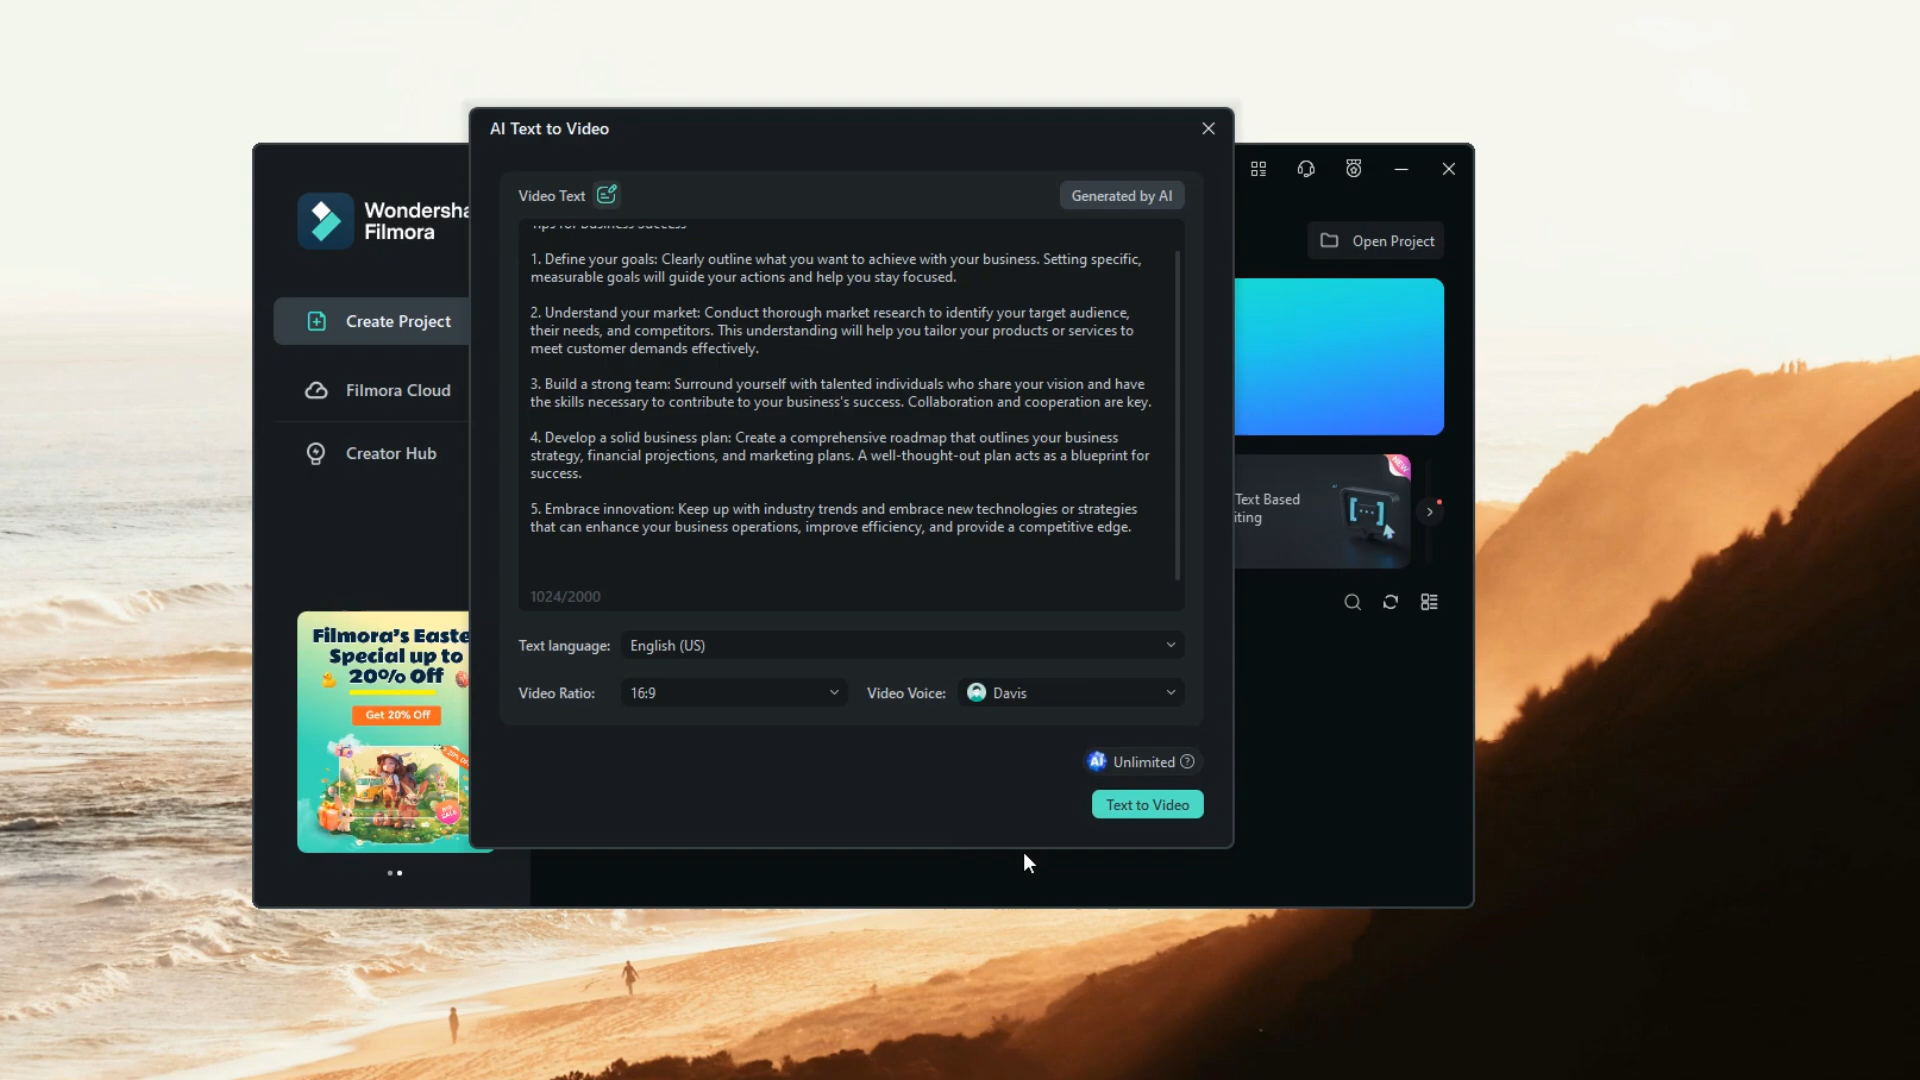 AI Text to Video
Video Text
Generated by AI
Tips for Business Success
1. Define your goals: Clearly outline what you want to achieve with your business. Setting specific,
measurable goals will guide your actions and help you stay focused.
2. Understand your market: Conduct thorough market research to identify your target audience,
their needs, and competitors. This understanding will help you tailor your products or services to
meet customer demands effectively.
3. Build a strong team: Surround yourself with talented individuals who share your vision and have
the skills necessary to contribute to your business's success. Collaboration and cooperation are key.
4. Develop a solid business plan: Create a comprehensive roadmap that outlines your business
strategy, financial projections, and marketing plans. A well-thought-out plan acts as a blueprint for
success.
5. Embrace innovation: Keep up with industry trends and embrace new technologies or strategies
that can enhance your business operations, improve efficiency, and provide a competitive edge.
1024/2000
Text language: English (US)
Video Ratio: 16:9
Video Voice: Davis
AI Unlimited
Text to Video
Wondersha
Filmora
Create Project
Filmora Cloud
Creator Hub
Filmora's Easte
Special up to
20% Off
Get 20% Off
Open Project
NEW
Text Based
iting